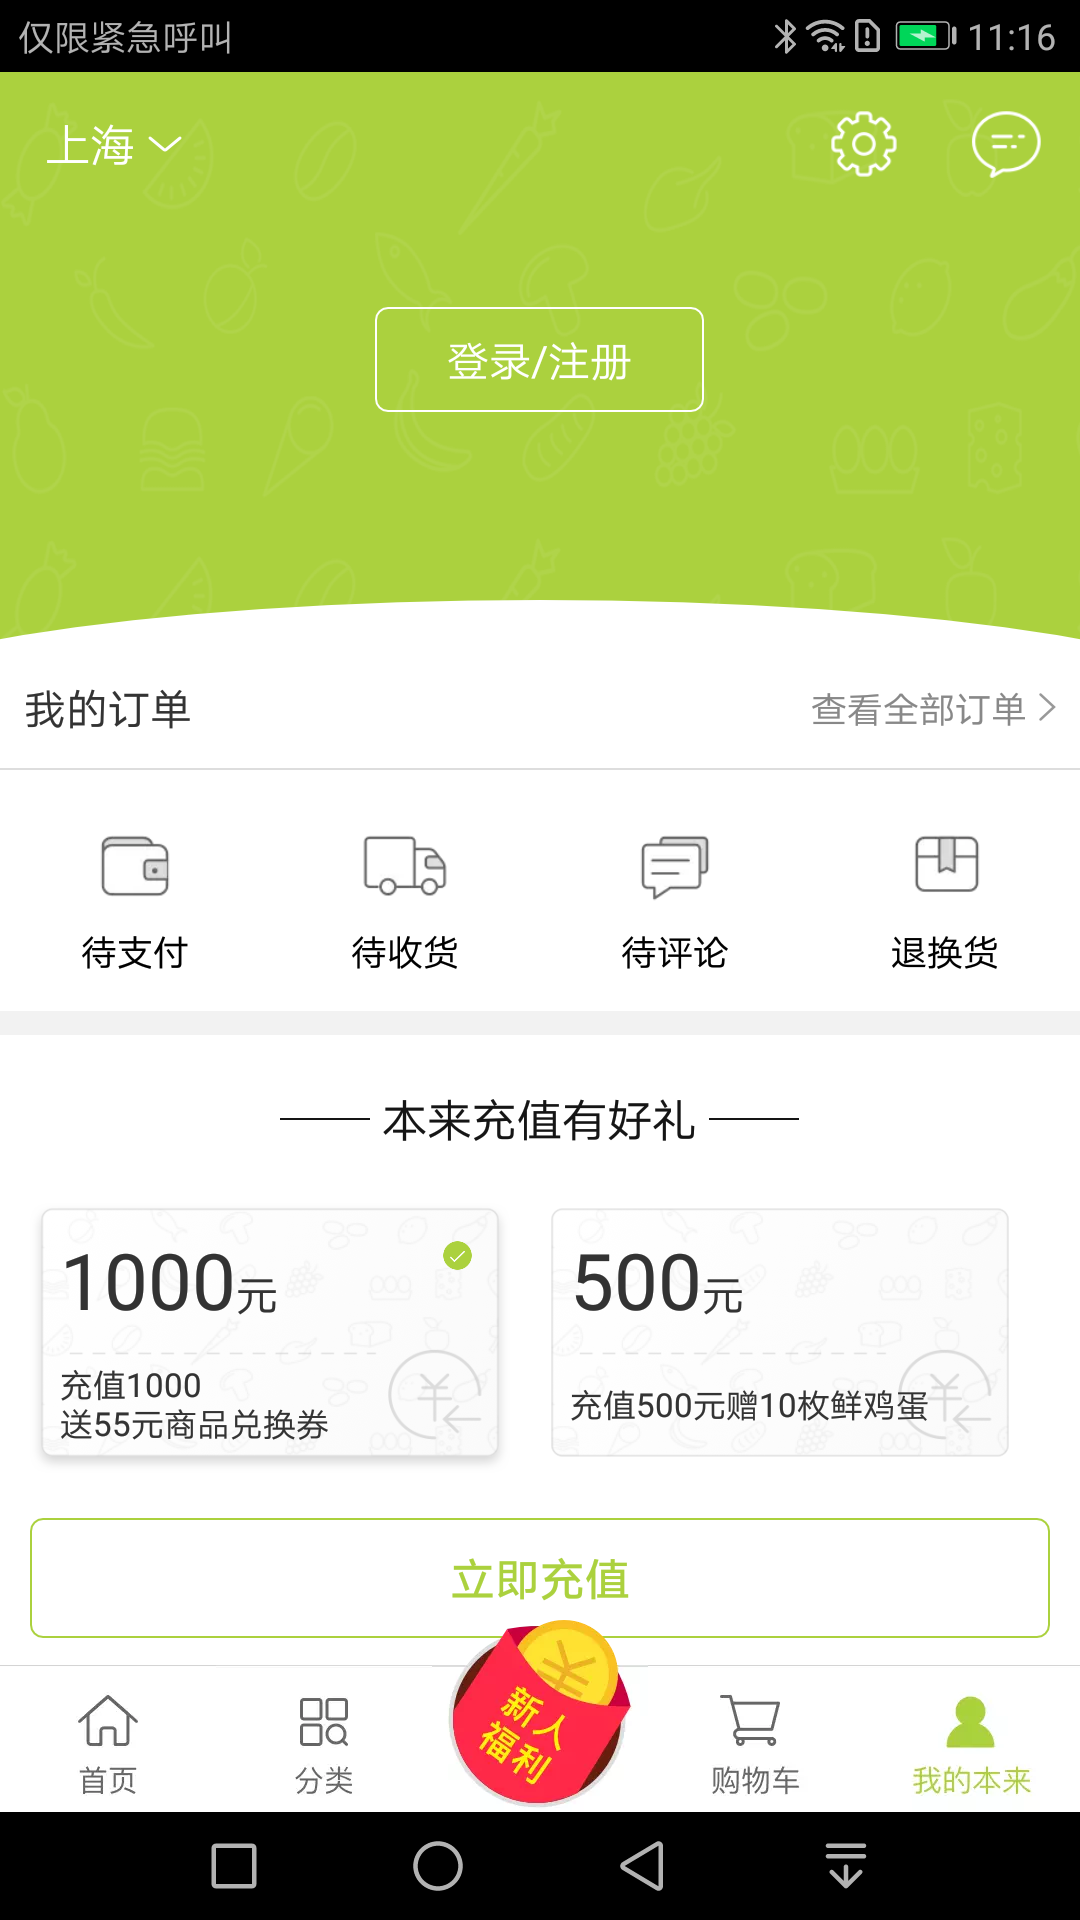 仅限紧急呼叫
11:16
上海
登录/注册
我的订单
查看全部订单
待支付
待收货
待评论
退换货
本来充值有好礼
1000元
充值1000
送55元商品兑换券
500元
充值500元赠10枚鲜鸡蛋
立即充值
新人
福利
首页
分类
购物车
我的本来